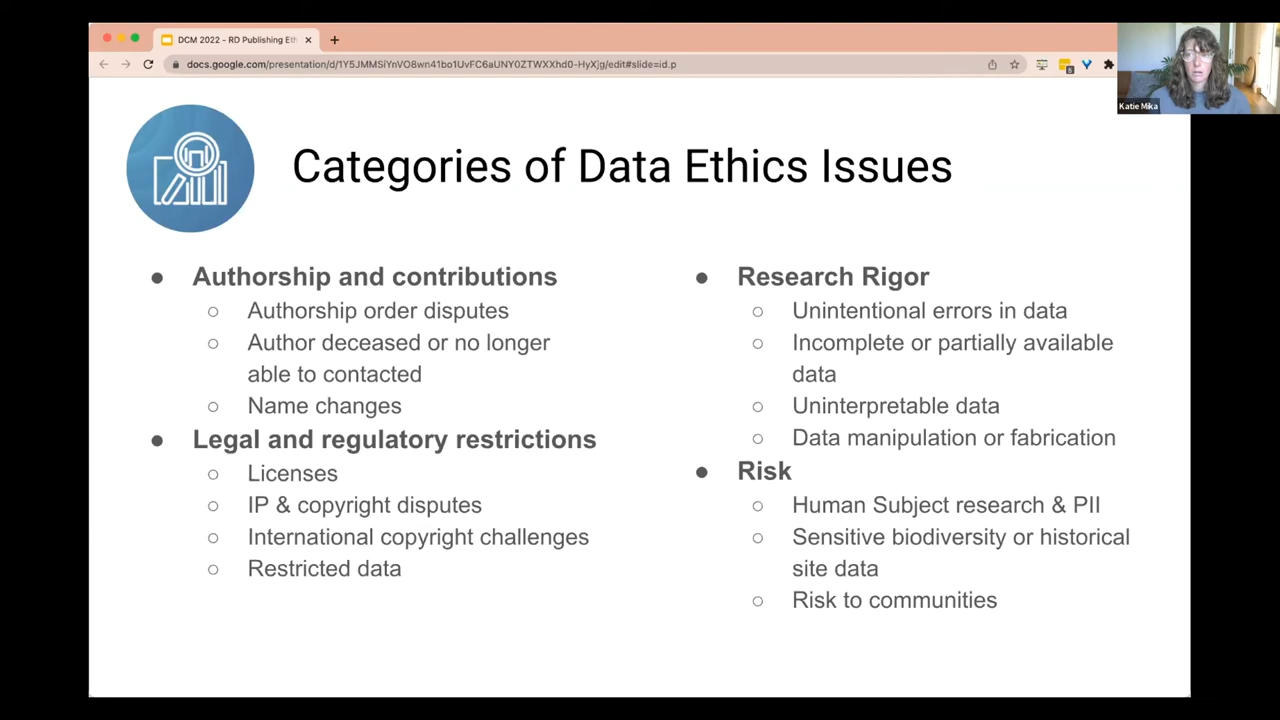 DCM 2022 - RD Publishing Eth
docs.google.com/presentation/d/1Y5JMMSiYnVO8wn41bo1UvFC6aUNY0ZTWXXhd0-HyXjg/edit#slide=id.p
5
Katie Mika
Categories of Data Ethics Issues
● Authorship and contributions
○ Authorship order disputes
○ Author deceased or no longer
able to contacted
○ Name changes
● Legal and regulatory restrictions
○ Licenses
○ IP & copyright disputes
○ International copyright challenges
○ Restricted data
● Research Rigor
○ Unintentional errors in data
○ Incomplete or partially available
data
○ Uninterpretable data
○ Data manipulation or fabrication
● Risk
○ Human Subject research & PII
○ Sensitive biodiversity or historical
site data
○ Risk to communities